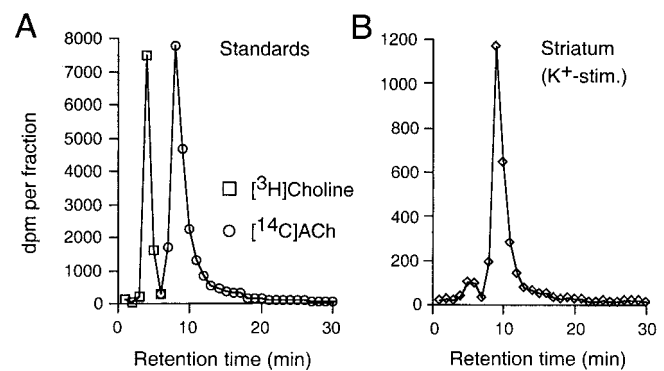 A
8000
7000
6000
5000
4000
3000
2000
1000
0
dpm per fraction
Standards
[³H]Choline
[¹⁴C]ACh
0 10 20 30
Retention time (min)
B
1200
1000
800
600
400
200
0
Striatum
(K⁺-stim.)
0 10 20 30
Retention time (min)